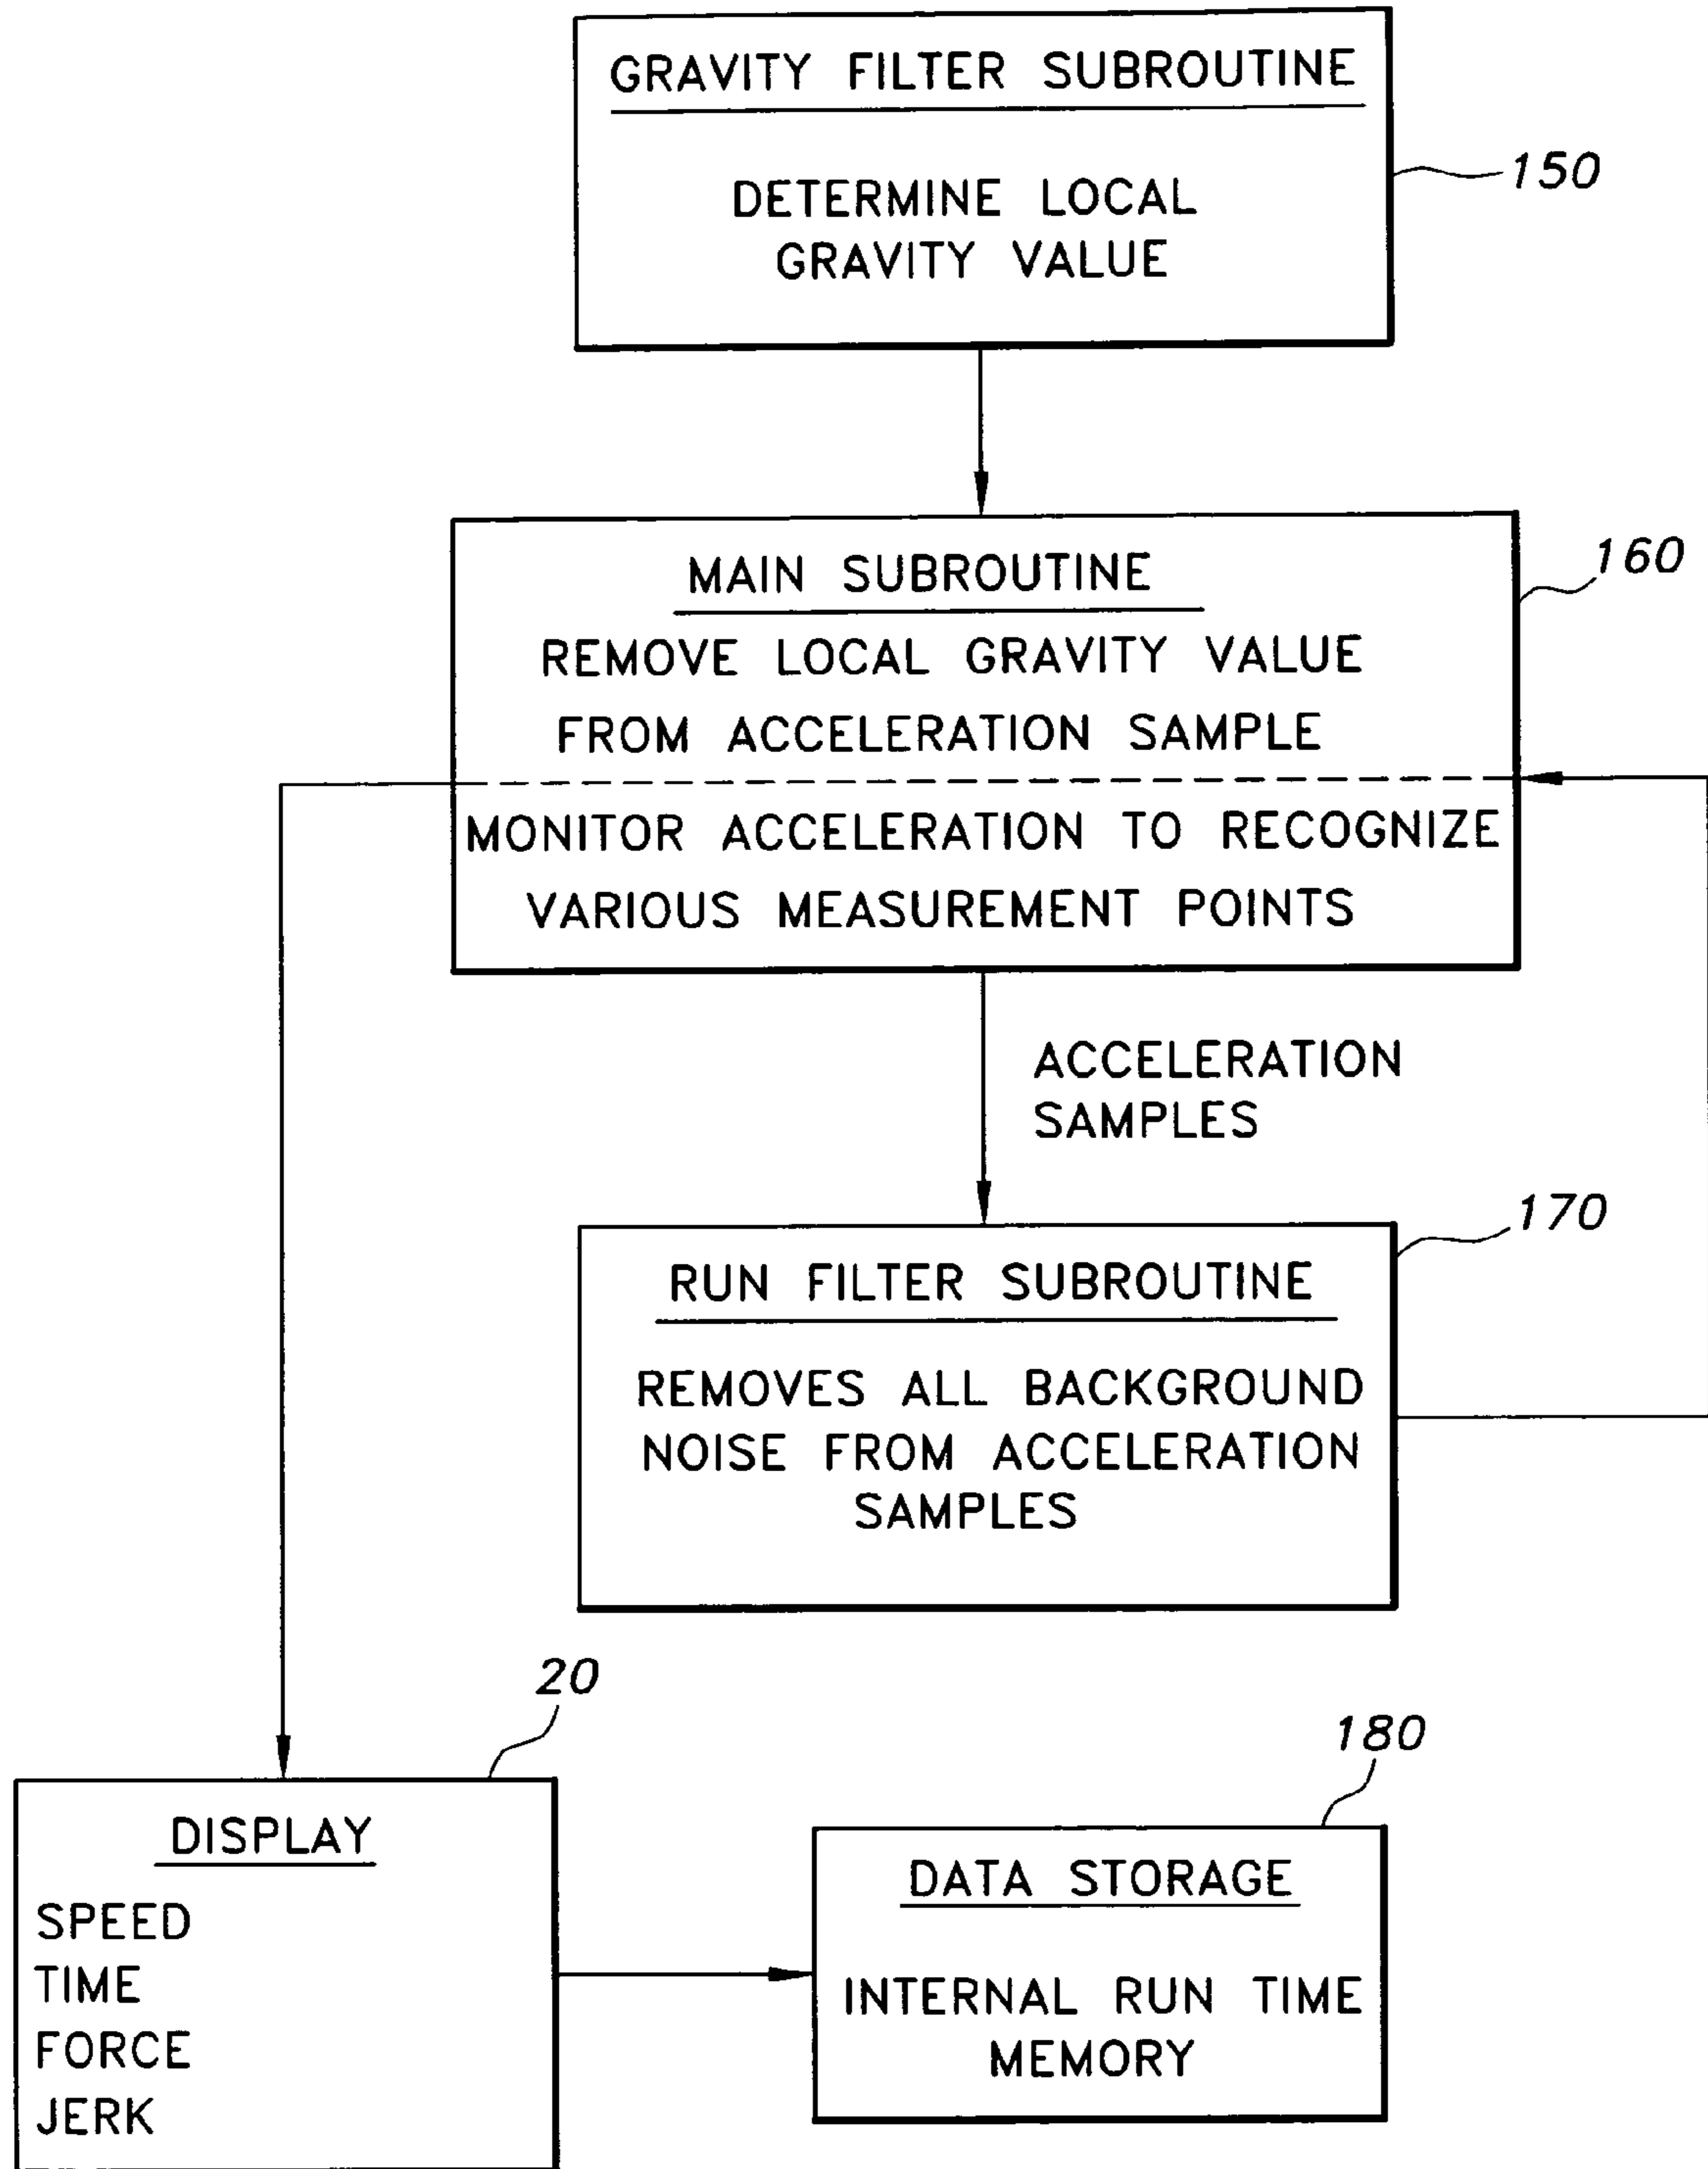 GRAVITY FILTER SUBROUTINE
DETERMINE LOCAL
GRAVITY VALUE
150
MAIN SUBROUTINE
REMOVE LOCAL GRAVITY VALUE
FROM ACCELERATION SAMPLE
MONITOR ACCELERATION TO RECOGNIZE
VARIOUS MEASUREMENT POINTS
160
ACCELERATION
SAMPLES
RUN FILTER SUBROUTINE
REMOVES ALL BACKGROUND
NOISE FROM ACCELERATION
SAMPLES
170
20
DISPLAY
SPEED
TIME
FORCE
JERK
180
DATA STORAGE
INTERNAL RUN TIME
MEMORY